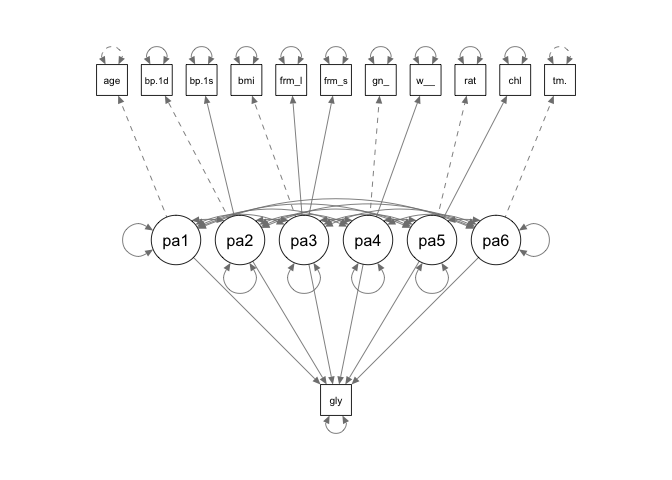 age bp.1d bp.1s bmi frm_l frm_s gn_ w__ rat chl tm.
pa1 pa2 pa3 pa4 pa5 pa6
gly